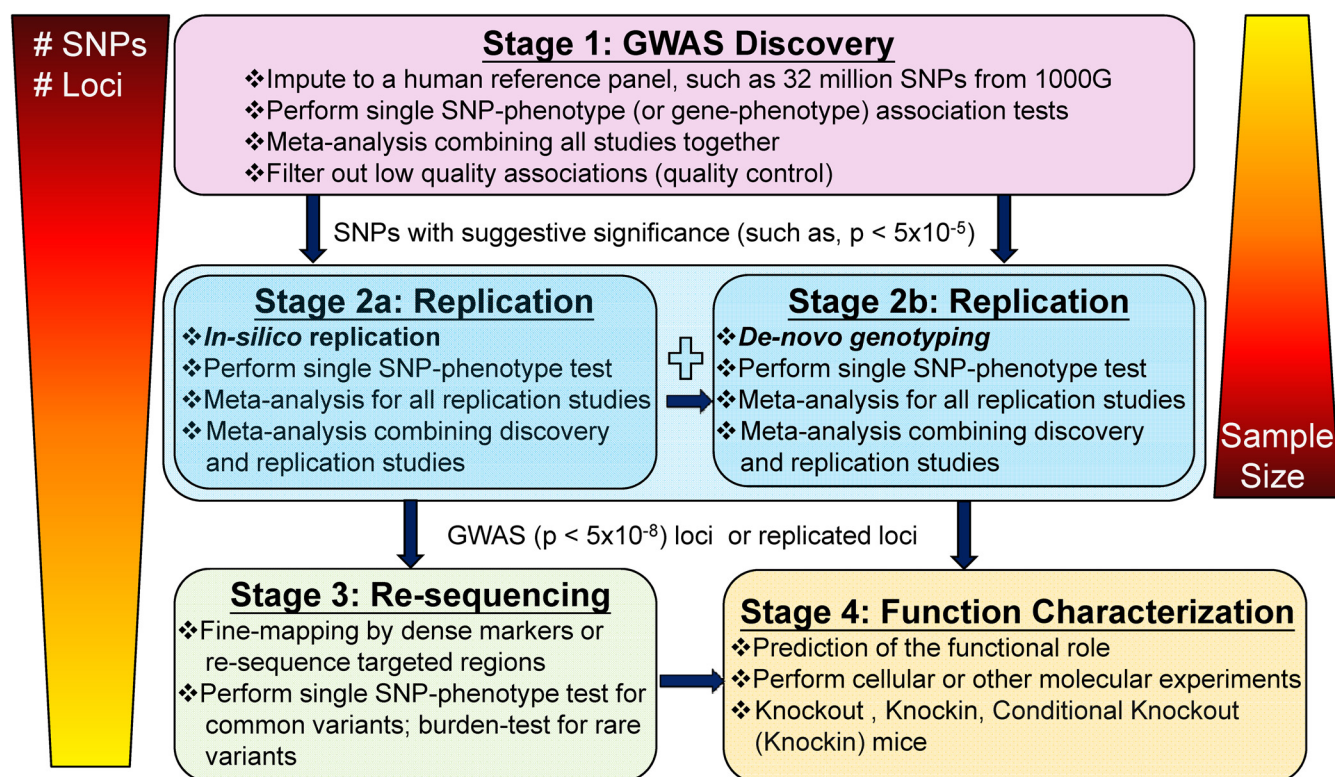 # SNPs
# Loci
Stage 1: GWAS Discovery
❖Impute to a human reference panel, such as 32 million SNPs from 1000G
❖Perform single SNP-phenotype (or gene-phenotype) association tests
❖Meta-analysis combining all studies together
❖Filter out low quality associations (quality control)
SNPs with suggestive significance (such as, p < 5x10⁻⁵)
Stage 2a: Replication
❖In-silico replication
❖Perform single SNP-phenotype test
❖Meta-analysis for all replication studies
❖Meta-analysis combining discovery
and replication studies
Stage 2b: Replication
❖De-novo genotyping
❖Perform single SNP-phenotype test
❖Meta-analysis for all replication studies
❖Meta-analysis combining discovery
and replication studies
Sample
Size
GWAS (p < 5x10⁻⁸) loci or replicated loci
Stage 3: Re-sequencing
❖Fine-mapping by dense markers or
re-sequence targeted regions
❖Perform single SNP-phenotype test for
common variants; burden-test for rare
variants
Stage 4: Function Characterization
❖Prediction of the functional role
❖Perform cellular or other molecular experiments
❖Knockout , Knockin, Conditional Knockout
(Knockin) mice